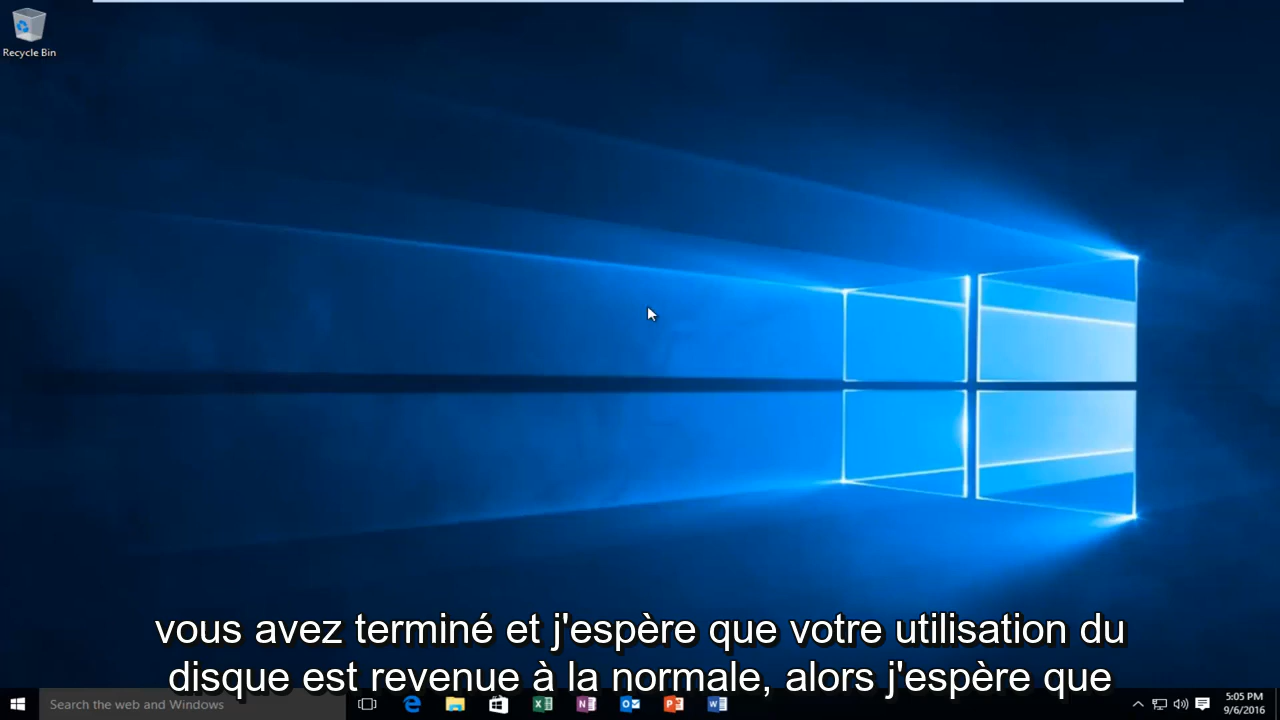 Recycle Bin
vous avez terminé et j'espère que votre utilisation du
disque est revenue à la normale, alors j'espère que
Search the web and Windows
5:05 PM
9/6/2016